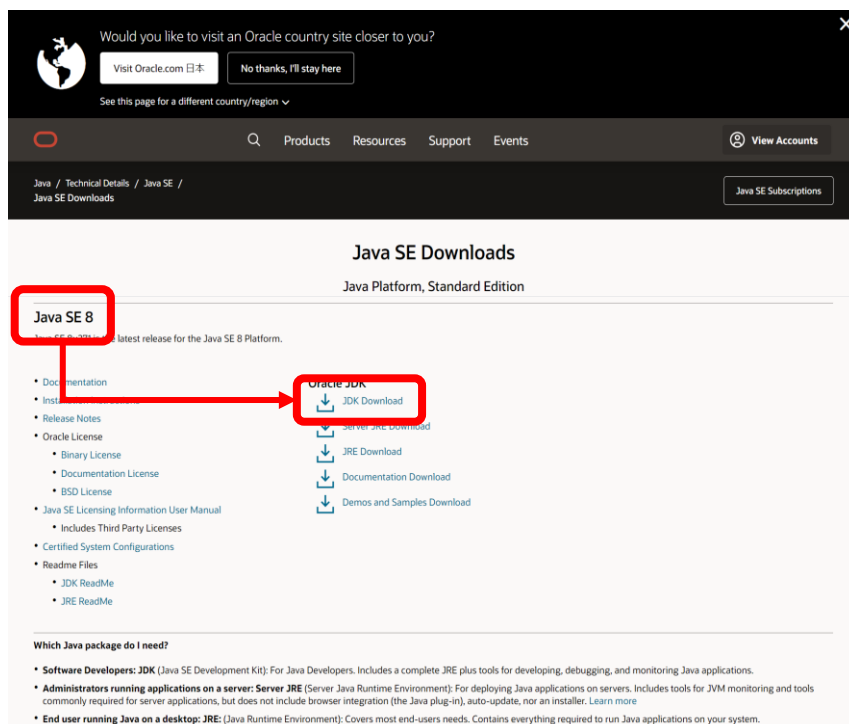 Would you like to visit an Oracle country site closer to you?
Visit Oracle.com 日本
No thanks, I'll stay here
See this page for a different country/region
Products
Resources
Support
Events
View Accounts
Java / Technical Details / Java SE /
Java SE Downloads
Java SE Subscriptions
Java SE Downloads
Java Platform, Standard Edition
Java SE 8
latest release for the Java SE 8 Platform.
Documentation
Release Notes
Oracle License
Binary License
Documentation License
BSD License
Java SE Licensing Information User Manual
Includes Third Party Licenses
Certified System Configurations
Readme Files
JDK ReadMe
JRE ReadMe
Oracle JDK
JDK Download
Server JRE Download
JRE Download
Documentation Download
Demos and Samples Download
Which Java package do I need?
Software Developers: JDK (Java SE Development Kit): For Java Developers. Includes a complete JRE plus tools for developing, debugging, and monitoring Java applications.
Administrators running applications on a server: Server JRE (Server Java Runtime Environment): For deploying Java applications on servers. Includes tools for JVM monitoring and tools
commonly required for server applications, but does not include browser integration (the Java plug-in), auto-update, nor an installer. Learn more
End user running Java on a desktop: JRE: (Java Runtime Environment): Covers most end-users needs. Contains everything required to run Java applications on your system.